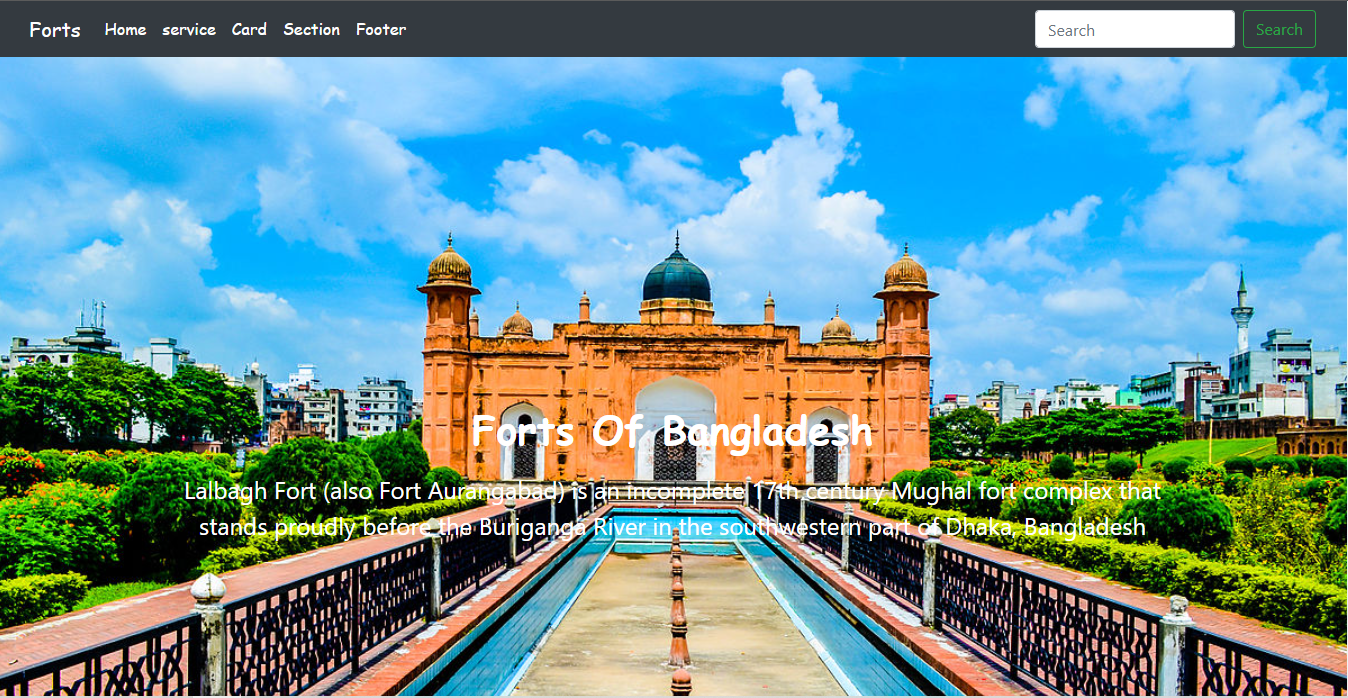 Forts Home service Card Section Footer Search Search
Forts Of Bangladesh
Lalbagh Fort (also Fort Aurangabad) is an incomplete 17th century Mughal fort complex that
stands proudly before the Buriganga River in the southwestern part of Dhaka, Bangladesh